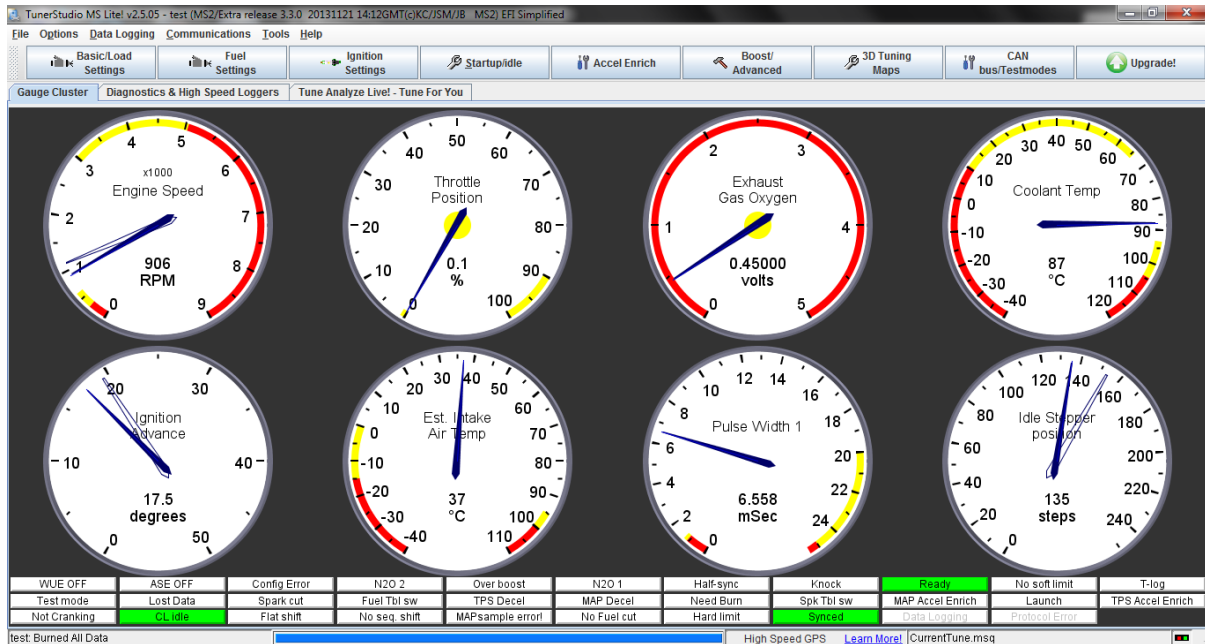 TunerStudio MS Lite! v2.5.05 - test (MS2/Extra release 3.3.0 20131121 14:12GMT(c)KC/JSM/JB MS2) EFI Simplified
File Options Data Logging Communications Tools Help
Basic/Load Settings
Fuel Settings
Ignition Settings
Startup/idle
Accel Enrich
Boost/ Advanced
3D Tuning Maps
CAN bus/Testmodes
Upgrade!
Gauge Cluster Diagnostics & High Speed Loggers Tune Analyze Live! - Tune For You
0 1 2 3 4 5 6 7 8 9
x1000
Engine Speed
906
RPM
0 10 20 30 40 50 60 70 80 90 100
Throttle
Position
0.1
%
0 1 2 3 4 5
Exhaust
Gas Oxygen
0.45000
volts
-40 -30 -20 -10 0 10 20 30 40 50 60 70 80 90 100 110 120
Coolant Temp
87
°C
0 10 20 30 40 50
Ignition
Advance
17.5
degrees
-40 -30 -20 -10 0 10 20 30 40 50 60 70 80 90 100 110
Est. Intake
Air Temp
37
°C
0 2 4 6 8 10 12 14 18 20 22 24
Pulse Width 1
6.558
mSec
0 20 40 60 80 100 120 140 160 180 200 220 240
Idle Stepper
position
135
steps
WUE OFF ASE OFF Config Error N2O 2 Over boost N2O 1 Half-sync Knock Ready No soft limit T-log
Test mode Lost Data Spark cut Fuel Tbl sw TPS Decel MAP Decel Need Burn Spk Tbl sw MAP Accel Enrich Launch TPS Accel Enrich
Not Cranking CL idle Flat shift No seq. shift MAPsample error! No Fuel cut Hard limit Synced Data Logging Protocol Error
test: Burned All Data High Speed GPS Learn More! CurrentTune.msq